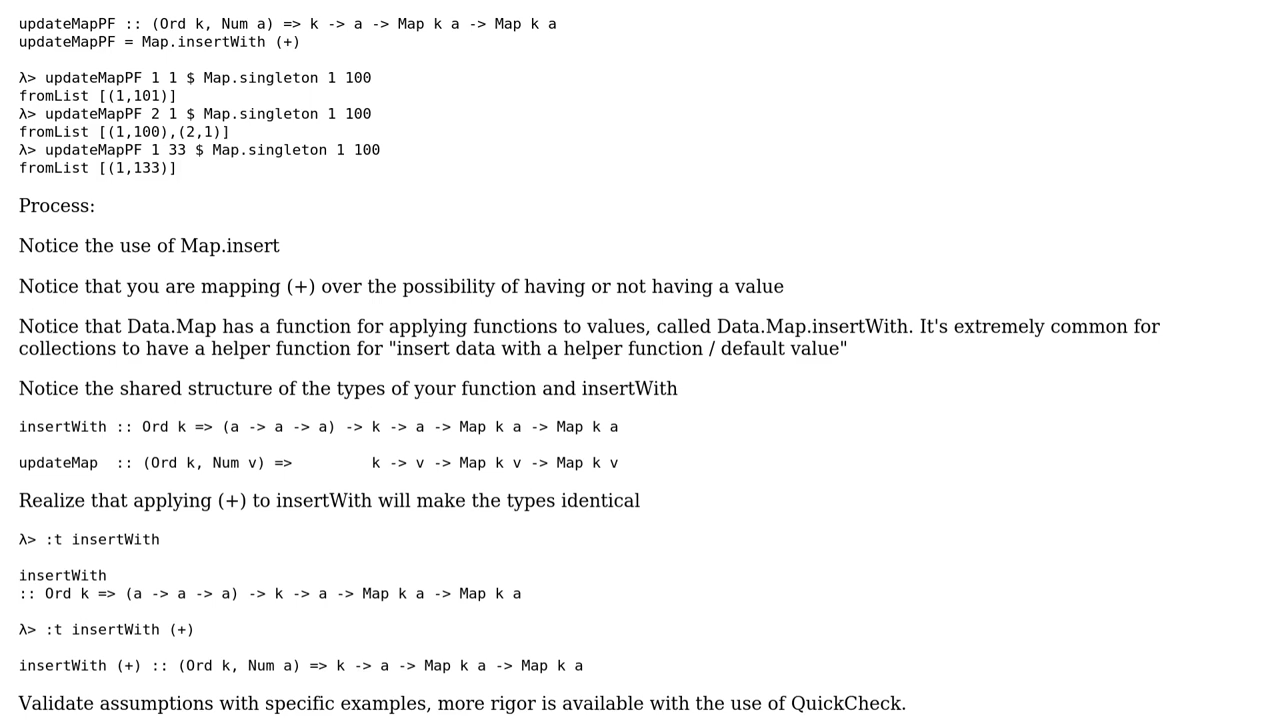 updateMapPF :: (Ord k, Num a) => k -> a -> Map k a -> Map k a
updateMapPF = Map.insertWith (+)
λ> updateMapPF 1 1 $ Map.singleton 1 100
fromList [(1,101)]
λ> updateMapPF 2 1 $ Map.singleton 1 100
fromList [(1,100),(2,1)]
λ> updateMapPF 1 33 $ Map.singleton 1 100
fromList [(1,133)]
Process:
Notice the use of Map.insert
Notice that you are mapping (+) over the possibility of having or not having a value
Notice that Data.Map has a function for applying functions to values, called Data.Map.insertWith. It's extremely common for
collections to have a helper function for "insert data with a helper function / default value"
Notice the shared structure of the types of your function and insertWith
insertWith :: Ord k => (a -> a -> a) -> k -> a -> Map k a -> Map k a
updateMap  :: (Ord k, Num v) =>         k -> v -> Map k v -> Map k v
Realize that applying (+) to insertWith will make the types identical
λ> :t insertWith
insertWith
:: Ord k => (a -> a -> a) -> k -> a -> Map k a -> Map k a
λ> :t insertWith (+)
insertWith (+) :: (Ord k, Num a) => k -> a -> Map k a -> Map k a
Validate assumptions with specific examples, more rigor is available with the use of QuickCheck.